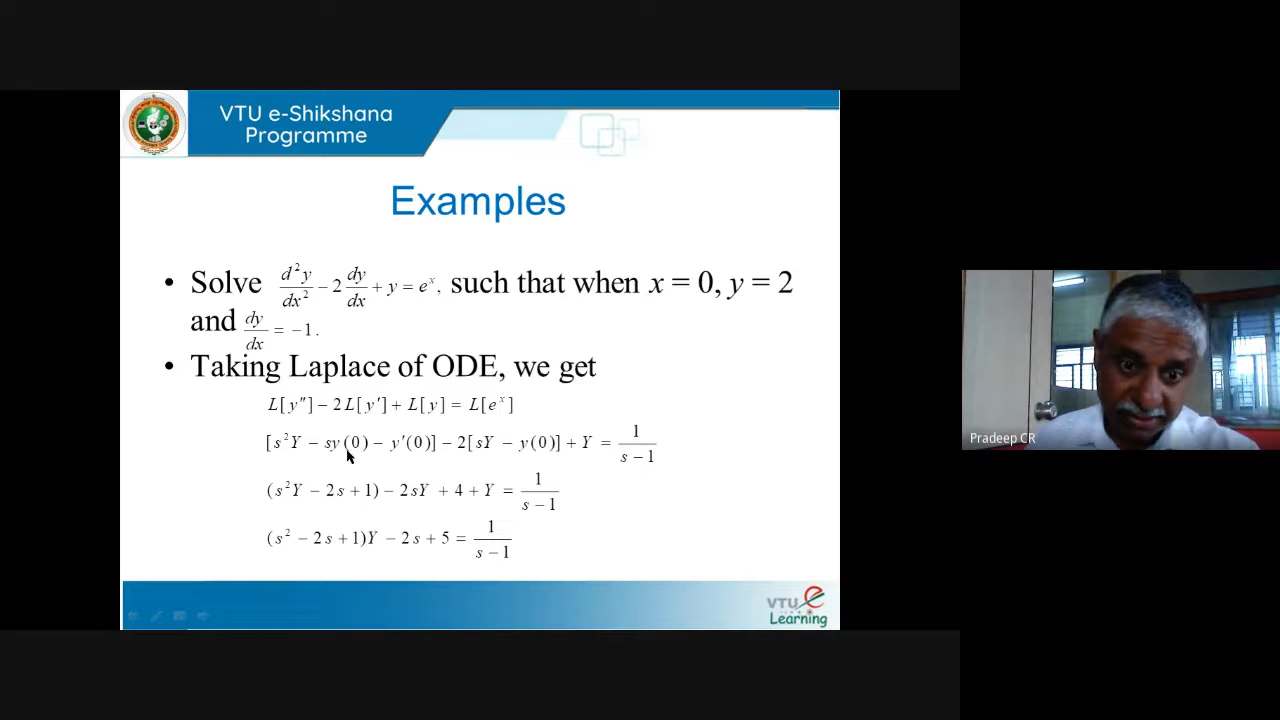 VTU e-Shikshana
Programme
Examples
• Solve d²y/dx² − 2 dy/dx + y = eˣ, such that when x = 0, y = 2
and dy/dx = −1.
• Taking Laplace of ODE, we get
L[y″] − 2L[y′] + L[y] = L[eˣ]
[s²Y − sy(0) − y′(0)] − 2[sY − y(0)] + Y = 1/(s − 1)
(s²Y − 2s + 1) − 2sY + 4 + Y = 1/(s − 1)
(s² − 2s + 1)Y − 2s + 5 = 1/(s − 1)
Pradeep CR
VTU e
Learning